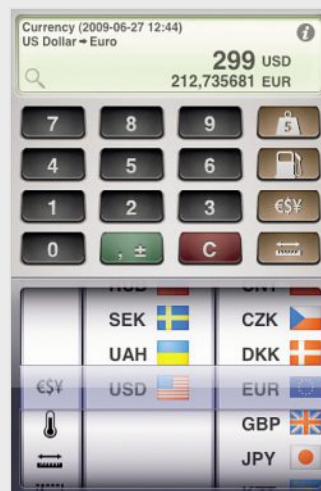 Currency (2009-06-27 12:44)
US Dollar → Euro
299 USD
212,735681 EUR
7 8 9 5
4 5 6
1 2 3 €$¥
0 , ± C
SEK CZK
UAH DKK
€$¥ USD EUR
GBP
JPY